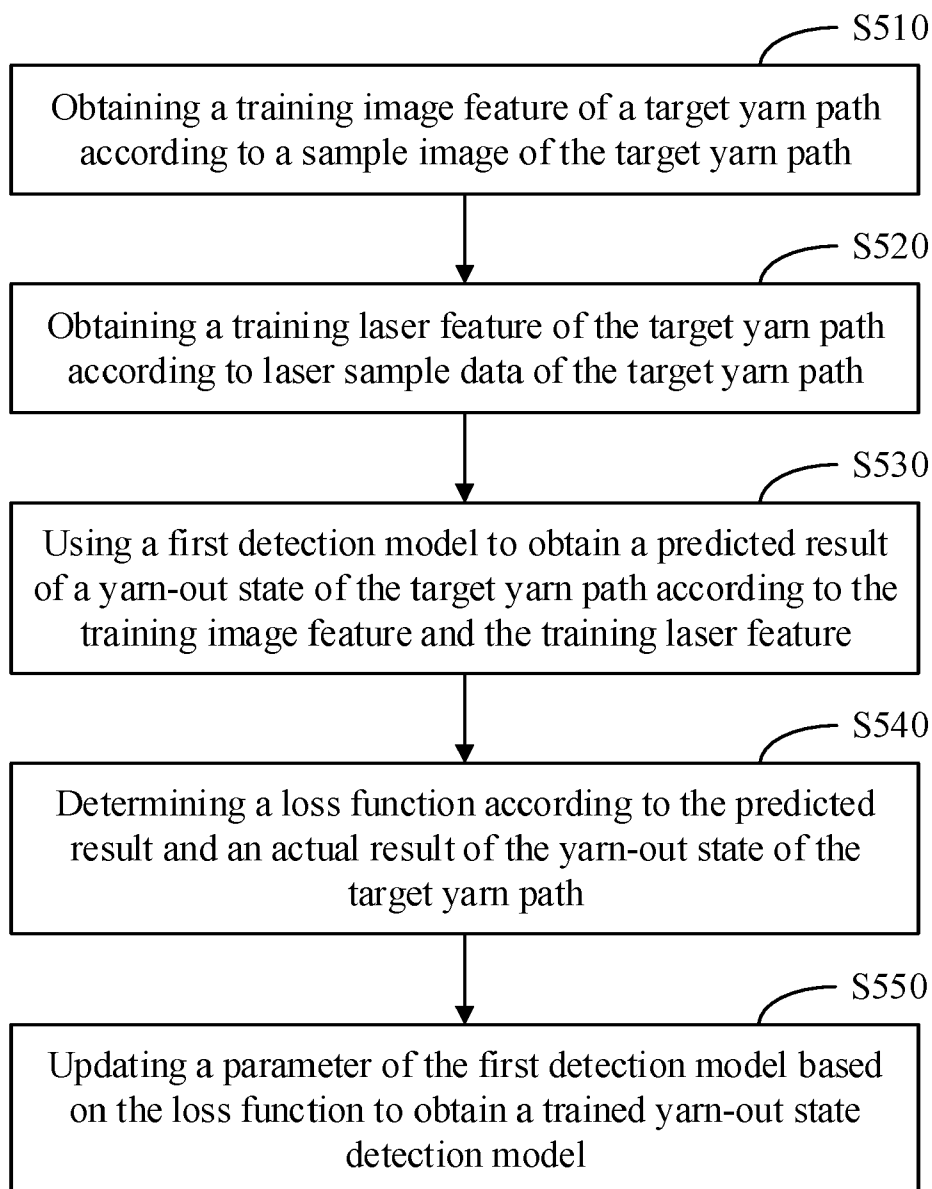 S510
Obtaining a training image feature of a target yarn path
according to a sample image of the target yarn path
S520
Obtaining a training laser feature of the target yarn path
according to laser sample data of the target yarn path
S530
Using a first detection model to obtain a predicted result
of a yarn-out state of the target yarn path according to the
training image feature and the training laser feature
S540
Determining a loss function according to the predicted
result and an actual result of the yarn-out state of the
target yarn path
S550
Updating a parameter of the first detection model based
on the loss function to obtain a trained yarn-out state
detection model